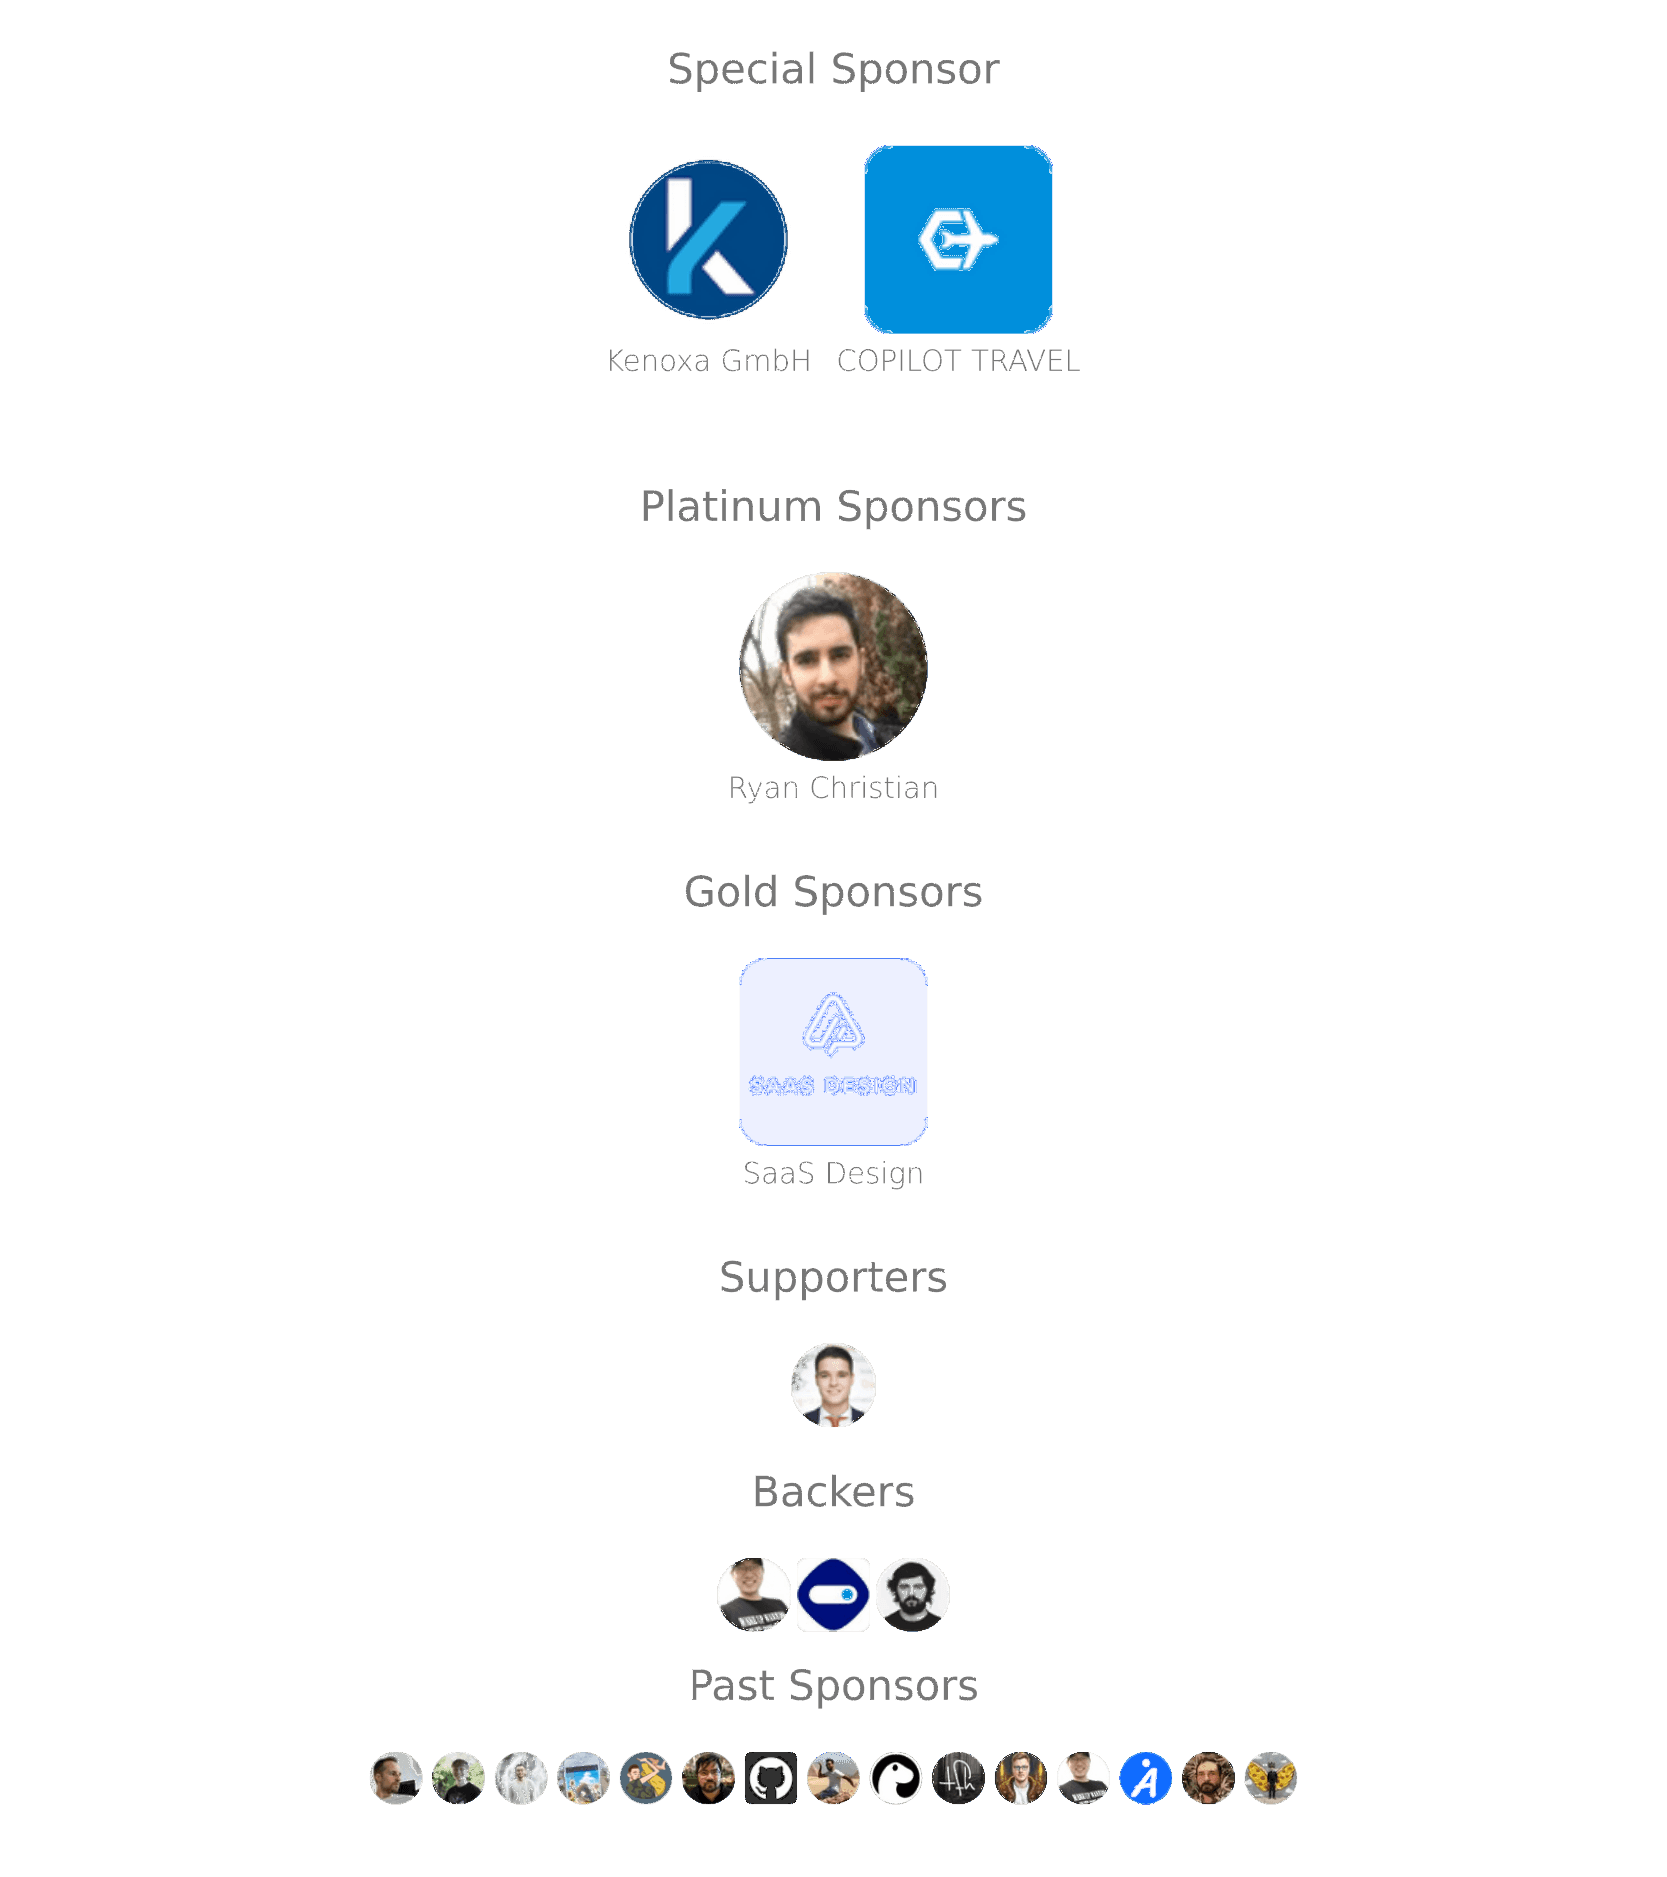 Special Sponsor
Kenoxa GmbH COPILOT TRAVEL
Platinum Sponsors
Ryan Christian
Gold Sponsors
SAAS DESIGN
SaaS Design
Supporters
Backers
Past Sponsors
tfh